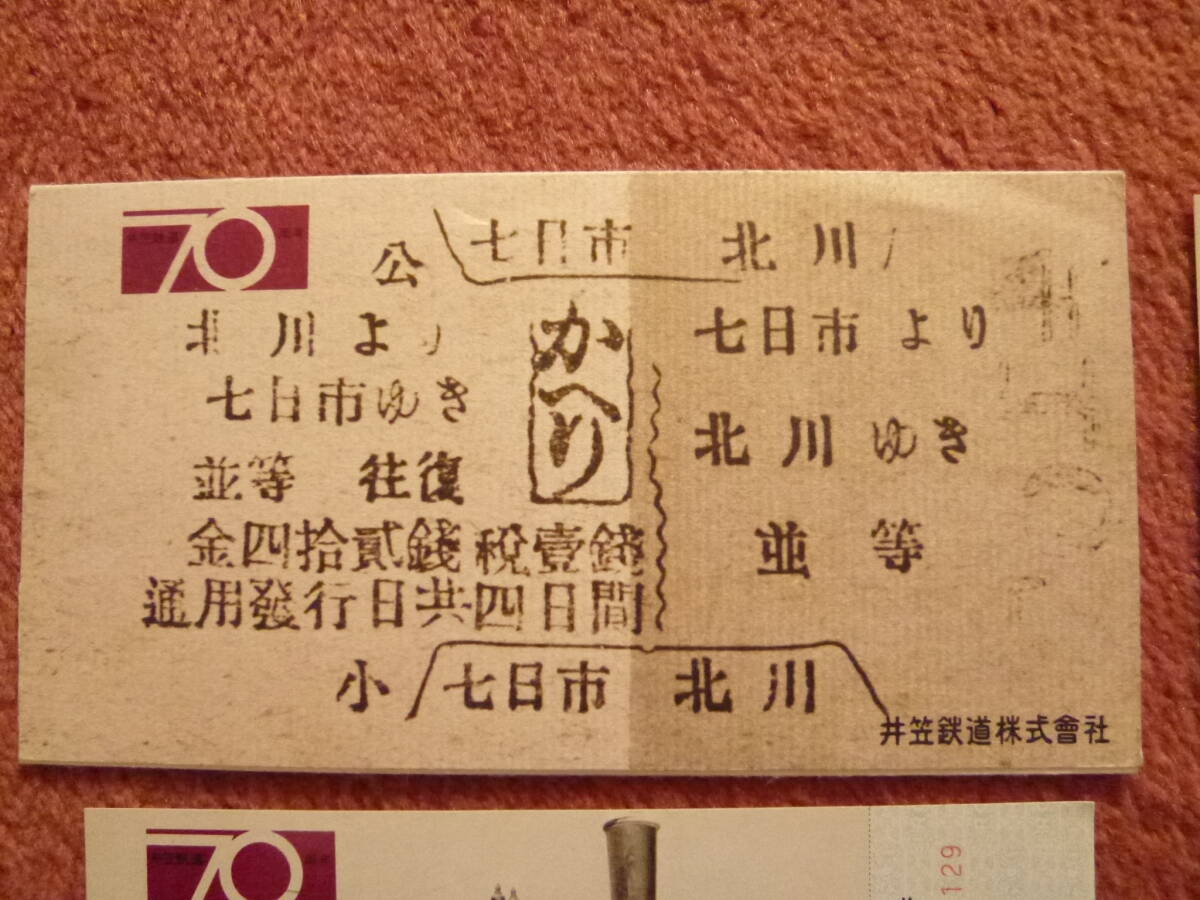 70
公 七日市 北川
北川より
七日市ゆき
並等 往復
金四拾貳錢 税壹錢
通用發行日共四日間
かへり
七日市より
北川ゆき
並等
小 七日市 北川
井笠鉄道株式會社
70
129